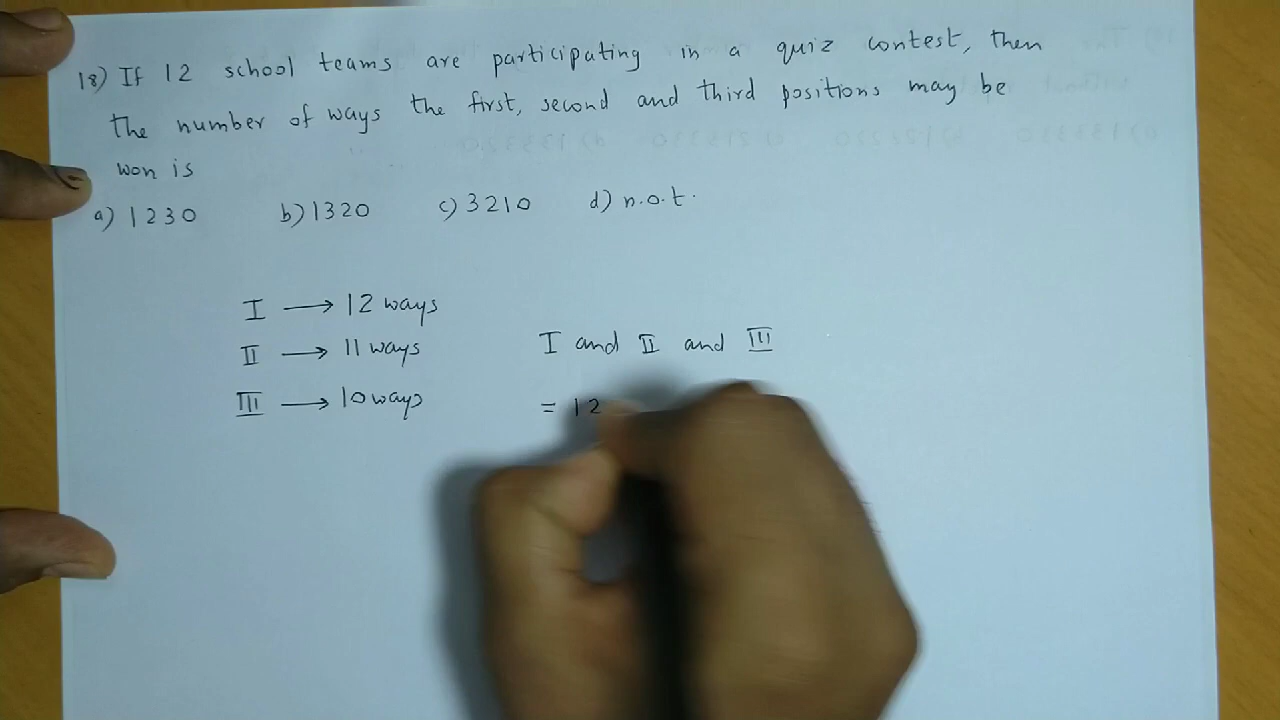 18) If 12 school teams are participating in a quiz contest, then
the number of ways the first, second and third positions may be
won is
a) 1230 b) 1320 c) 3210 d) n.o.t.
I → 12 ways
II → 11 ways
III → 10 ways
I and II and III
= 12